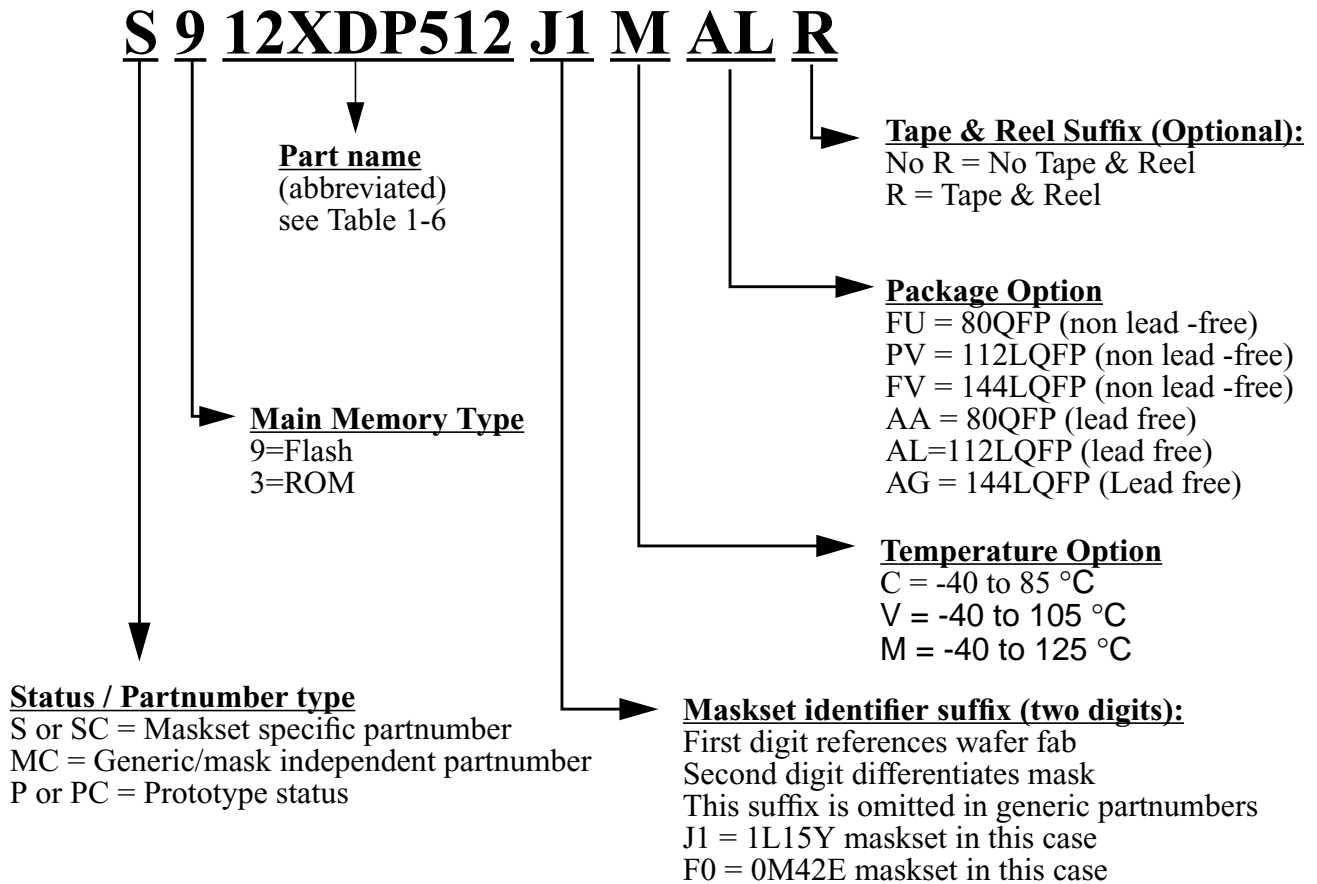 S 9 12XDP512 J1 M AL R
Tape & Reel Suffix (Optional):
No R = No Tape & Reel
R = Tape & Reel
Part name
(abbreviated)
see Table 1-6
Package Option
FU = 80QFP (non lead -free)
PV = 112LQFP (non lead -free)
FV = 144LQFP (non lead -free)
AA = 80QFP (lead free)
AL=112LQFP (lead free)
AG = 144LQFP (Lead free)
Main Memory Type
9=Flash
3=ROM
Temperature Option
C = -40 to 85 °C
V = -40 to 105 °C
M = -40 to 125 °C
Status / Partnumber type
S or SC = Maskset specific partnumber
MC = Generic/mask independent partnumber
P or PC = Prototype status
Maskset identifier suffix (two digits):
First digit references wafer fab
Second digit differentiates mask
This suffix is omitted in generic partnumbers
J1 = 1L15Y maskset in this case
F0 = 0M42E maskset in this case